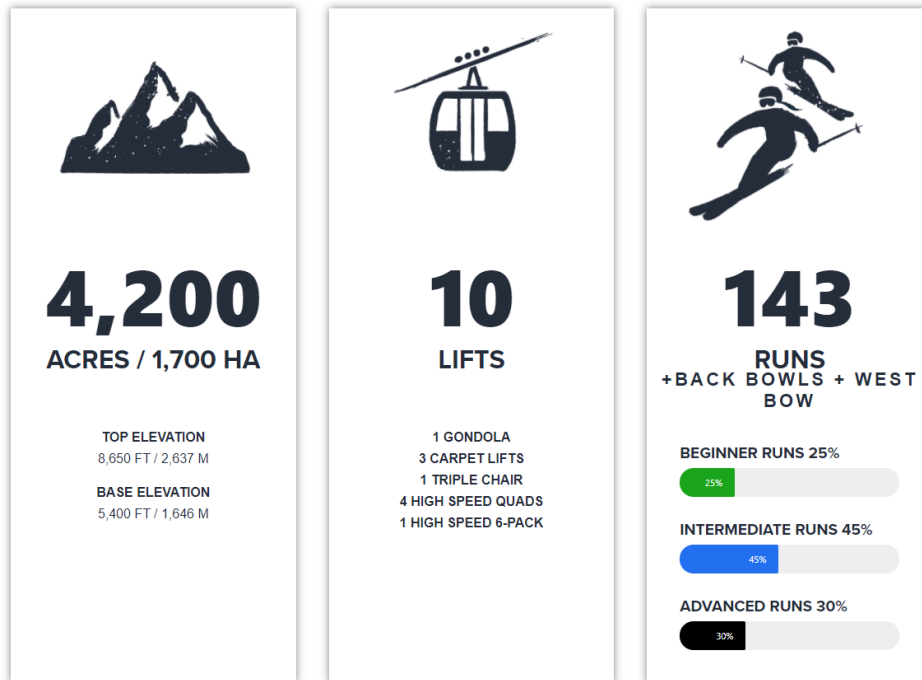 4,200
ACRES / 1,700 HA
TOP ELEVATION
8,650 FT / 2,637 M
BASE ELEVATION
5,400 FT / 1,646 M
10
LIFTS
1 GONDOLA
3 CARPET LIFTS
1 TRIPLE CHAIR
4 HIGH SPEED QUADS
1 HIGH SPEED 6-PACK
143
RUNS
+BACK BOWLS + WEST
BOW
BEGINNER RUNS 25%
25%
INTERMEDIATE RUNS 45%
45%
ADVANCED RUNS 30%
30%